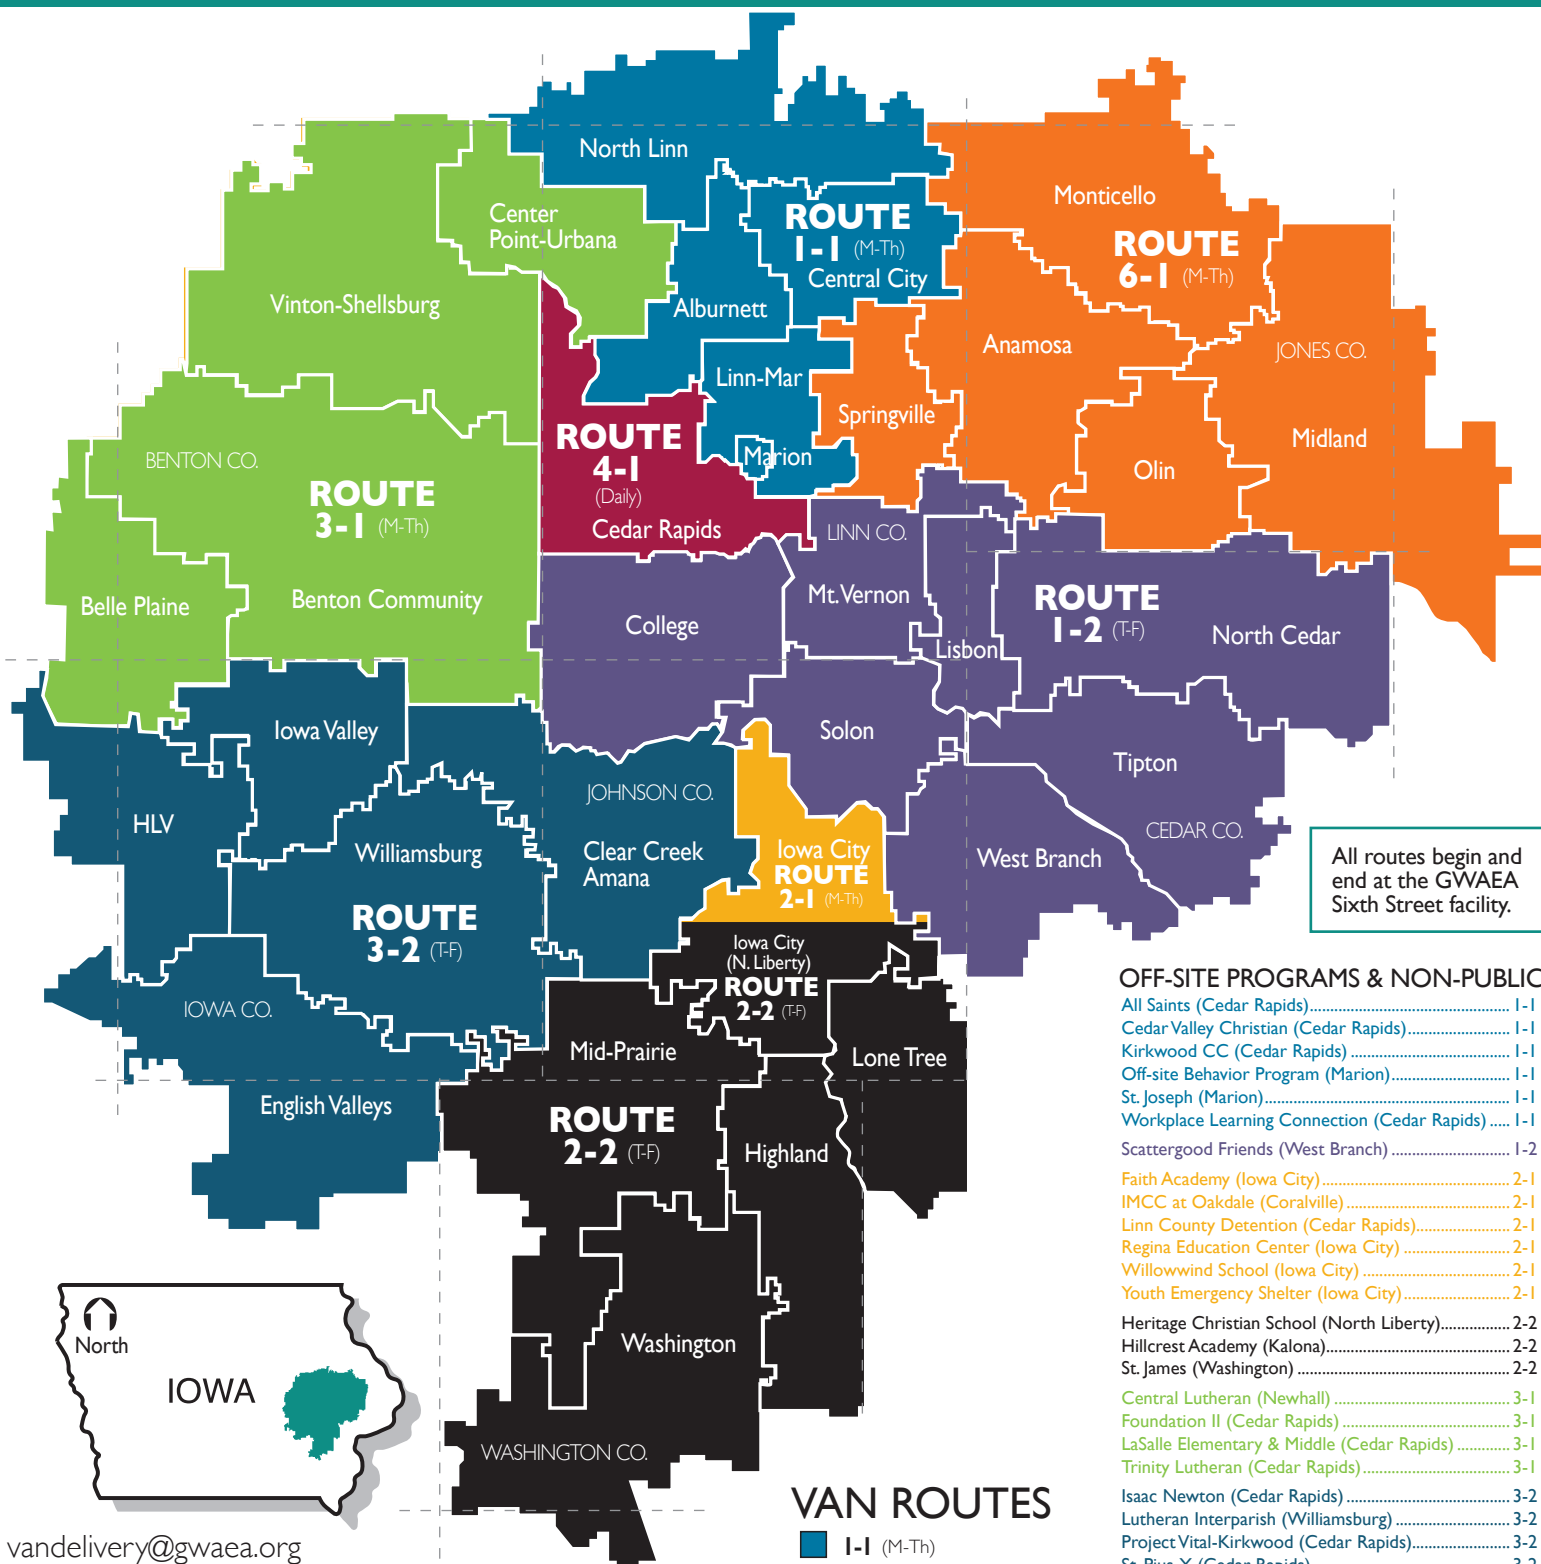 North Linn
Monticello
Center
Point-Urbana
ROUTE
1-1 (M-Th)
Central City
ROUTE
6-1 (M-Th)
Vinton-Shellsburg
Alburnett
Anamosa
JONES CO.
Linn-Mar
Springville
Midland
ROUTE
4-1
(Daily)
Cedar Rapids
Marion
Olin
BENTON CO.
ROUTE
3-1 (M-Th)
LINN CO.
Belle Plaine
Benton Community
College
Mt. Vernon
ROUTE
1-2 (T-F)
North Cedar
Lisbon
Iowa Valley
Solon
Tipton
JOHNSON CO.
HLV
CEDAR CO.
Williamsburg
Clear Creek
Amana
Iowa City
ROUTE
2-1 (M-Th)
West Branch
All routes begin and
end at the GWAEA
Sixth Street facility.
ROUTE
3-2 (T-F)
Iowa City
(N. Liberty)
ROUTE
2-2 (T-F)
IOWA CO.
Mid-Prairie
Lone Tree
English Valleys
ROUTE
2-2 (T-F)
Highland
Washington
WASHINGTON CO.
North
IOWA
vandelivery@gwaea.org
VAN ROUTES
1-1 (M-Th)
OFF-SITE PROGRAMS & NON-PUBLIC
All Saints (Cedar Rapids) 1-1
Cedar Valley Christian (Cedar Rapids) 1-1
Kirkwood CC (Cedar Rapids) 1-1
Off-site Behavior Program (Marion) 1-1
St. Joseph (Marion) 1-1
Workplace Learning Connection (Cedar Rapids) 1-1
Scattergood Friends (West Branch) 1-2
Faith Academy (Iowa City) 2-1
IMCC at Oakdale (Coralville) 2-1
Linn County Detention (Cedar Rapids) 2-1
Regina Education Center (Iowa City) 2-1
Willowwind School (Iowa City) 2-1
Youth Emergency Shelter (Iowa City) 2-1
Heritage Christian School (North Liberty) 2-2
Hillcrest Academy (Kalona) 2-2
St. James (Washington) 2-2
Central Lutheran (Newhall) 3-1
Foundation II (Cedar Rapids) 3-1
LaSalle Elementary & Middle (Cedar Rapids) 3-1
Trinity Lutheran (Cedar Rapids) 3-1
Isaac Newton (Cedar Rapids) 3-2
Lutheran Interparish (Williamsburg) 3-2
Project Vital-Kirkwood (Cedar Rapids) 3-2
St. Pius X (Cedar Rapids) 3-2